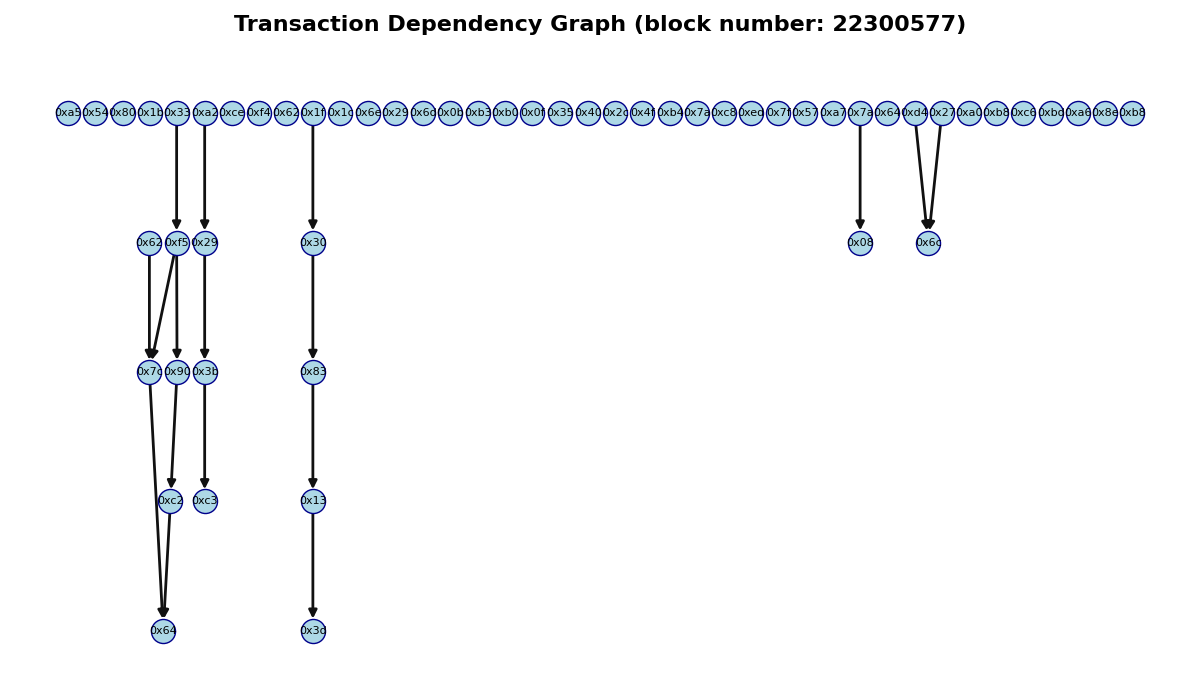 Transaction Dependency Graph (block number: 22300577)
0xa5 0x54 0x80 0x1b 0x33 0xa2 0xce 0xf4 0x62 0x1f 0x1c 0x6e 0x29 0x6d 0x0b 0xb3 0xb0 0x0f 0x35 0x40 0x2c 0x4f 0xb4 0x7a 0xc8 0xed 0x7f 0x57 0xa7 0x7a 0x64 0xd4 0x27 0xa0 0xb8 0xc6 0xbd 0xa6 0x8e 0xb8
0x62 0xf5 0x29 0x30 0x08 0x6c
0x7c 0x90 0x3b 0x83
0xc2 0xc3 0x13
0x64 0x3d